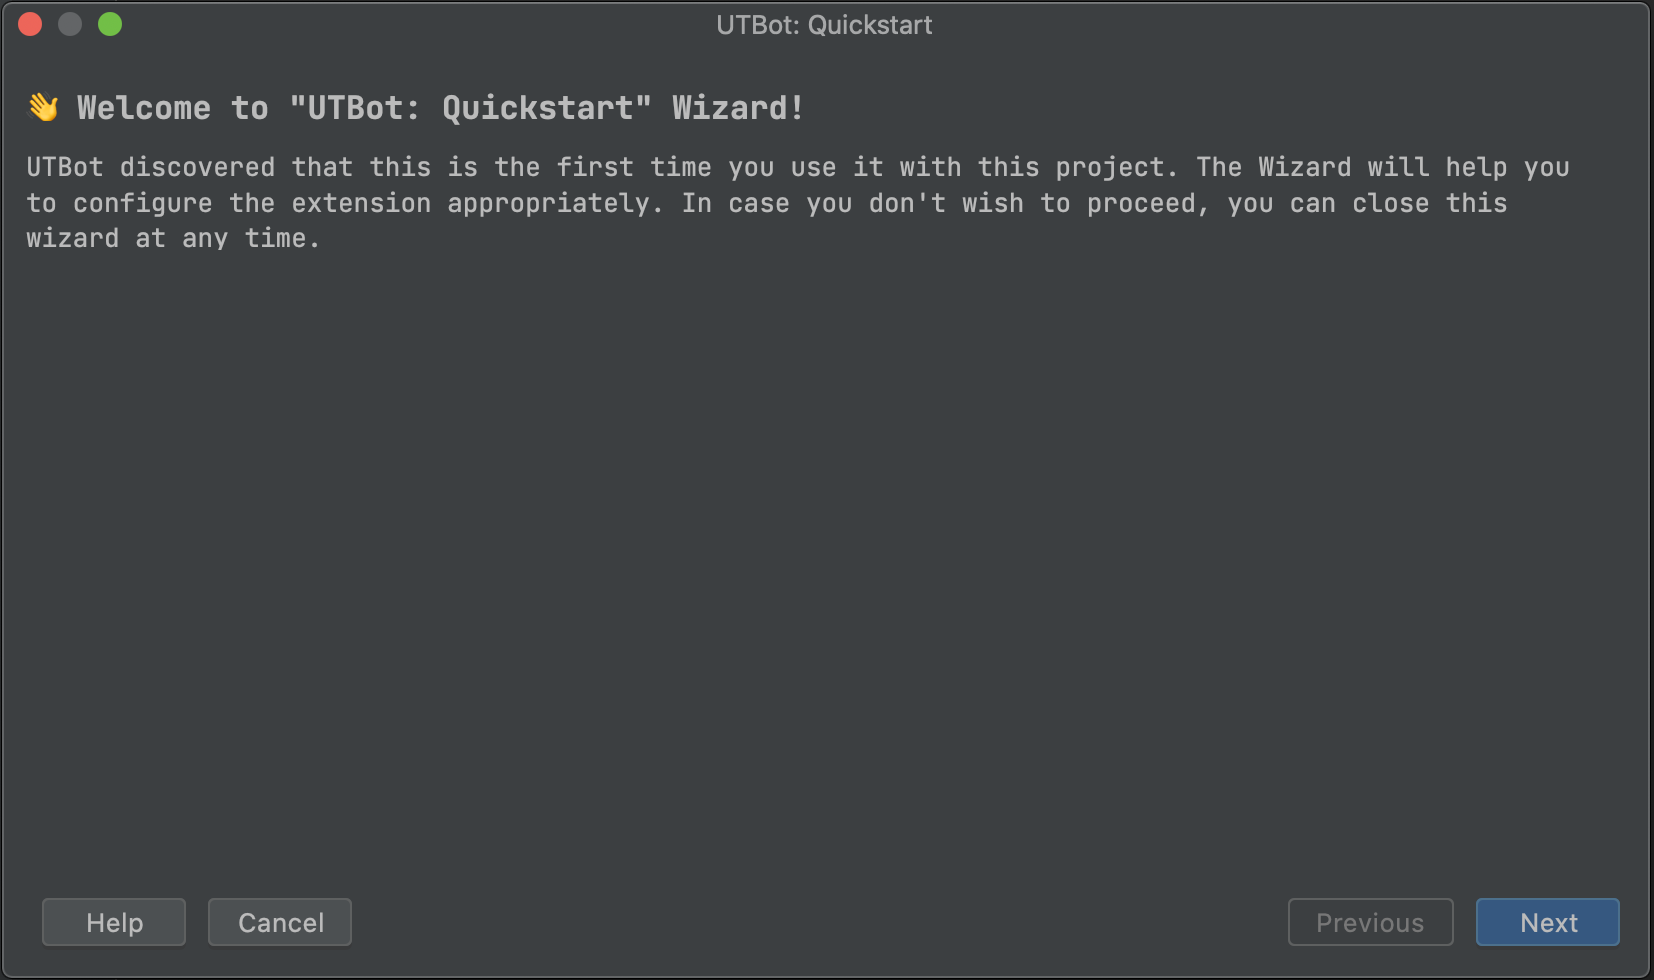 UTBot: Quickstart
👋 Welcome to "UTBot: Quickstart" Wizard!
UTBot discovered that this is the first time you use it with this project. The Wizard will help you
to configure the extension appropriately. In case you don't wish to proceed, you can close this
wizard at any time.
Help Cancel Previous Next